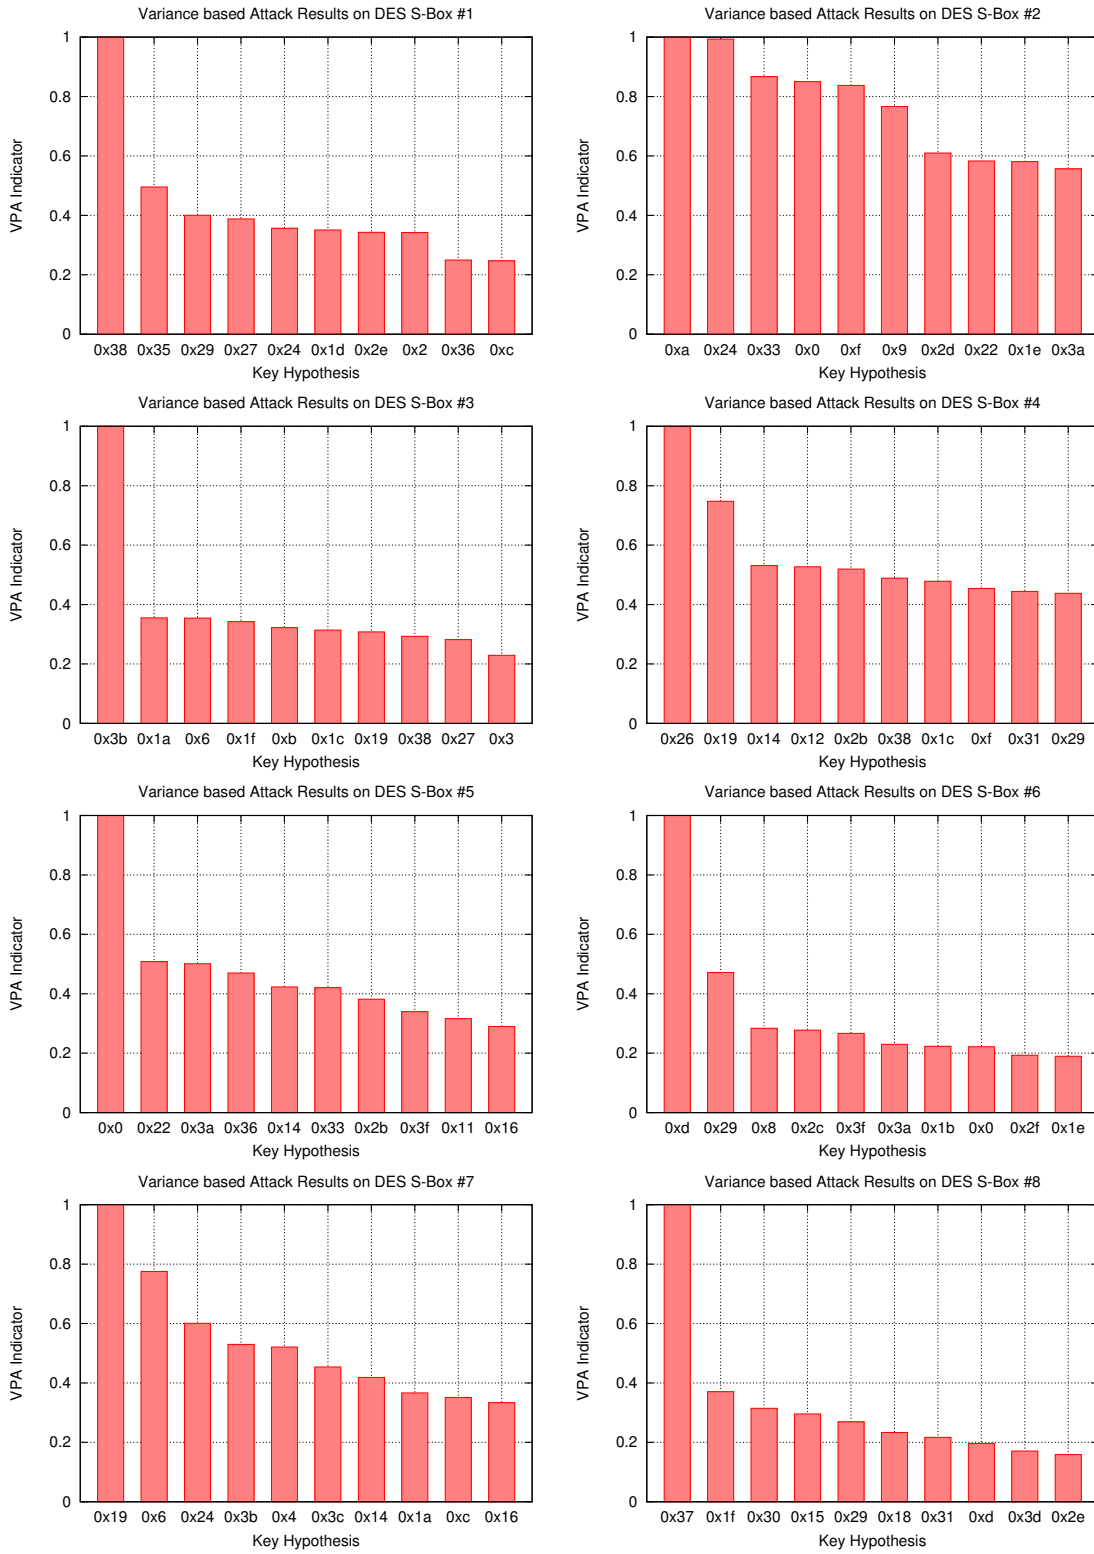 Variance based Attack Results on DES S-Box #1
1
0.8
0.6
0.4
0.2
0
VPA Indicator
0x38 0x35 0x29 0x27 0x24 0x1d 0x2e 0x2 0x36 0xc
Key Hypothesis
Variance based Attack Results on DES S-Box #2
1
0.8
0.6
0.4
0.2
0
VPA Indicator
0xa 0x24 0x33 0x0 0xf 0x9 0x2d 0x22 0x1e 0x3a
Key Hypothesis
Variance based Attack Results on DES S-Box #3
1
0.8
0.6
0.4
0.2
0
VPA Indicator
0x3b 0x1a 0x6 0x1f 0xb 0x1c 0x19 0x38 0x27 0x3
Key Hypothesis
Variance based Attack Results on DES S-Box #4
1
0.8
0.6
0.4
0.2
0
VPA Indicator
0x26 0x19 0x14 0x12 0x2b 0x38 0x1c 0xf 0x31 0x29
Key Hypothesis
Variance based Attack Results on DES S-Box #5
1
0.8
0.6
0.4
0.2
0
VPA Indicator
0x0 0x22 0x3a 0x36 0x14 0x33 0x2b 0x3f 0x11 0x16
Key Hypothesis
Variance based Attack Results on DES S-Box #6
1
0.8
0.6
0.4
0.2
0
VPA Indicator
0xd 0x29 0x8 0x2c 0x3f 0x3a 0x1b 0x0 0x2f 0x1e
Key Hypothesis
Variance based Attack Results on DES S-Box #7
1
0.8
0.6
0.4
0.2
0
VPA Indicator
0x19 0x6 0x24 0x3b 0x4 0x3c 0x14 0x1a 0xc 0x16
Key Hypothesis
Variance based Attack Results on DES S-Box #8
1
0.8
0.6
0.4
0.2
0
VPA Indicator
0x37 0x1f 0x30 0x15 0x29 0x18 0x31 0xd 0x3d 0x2e
Key Hypothesis